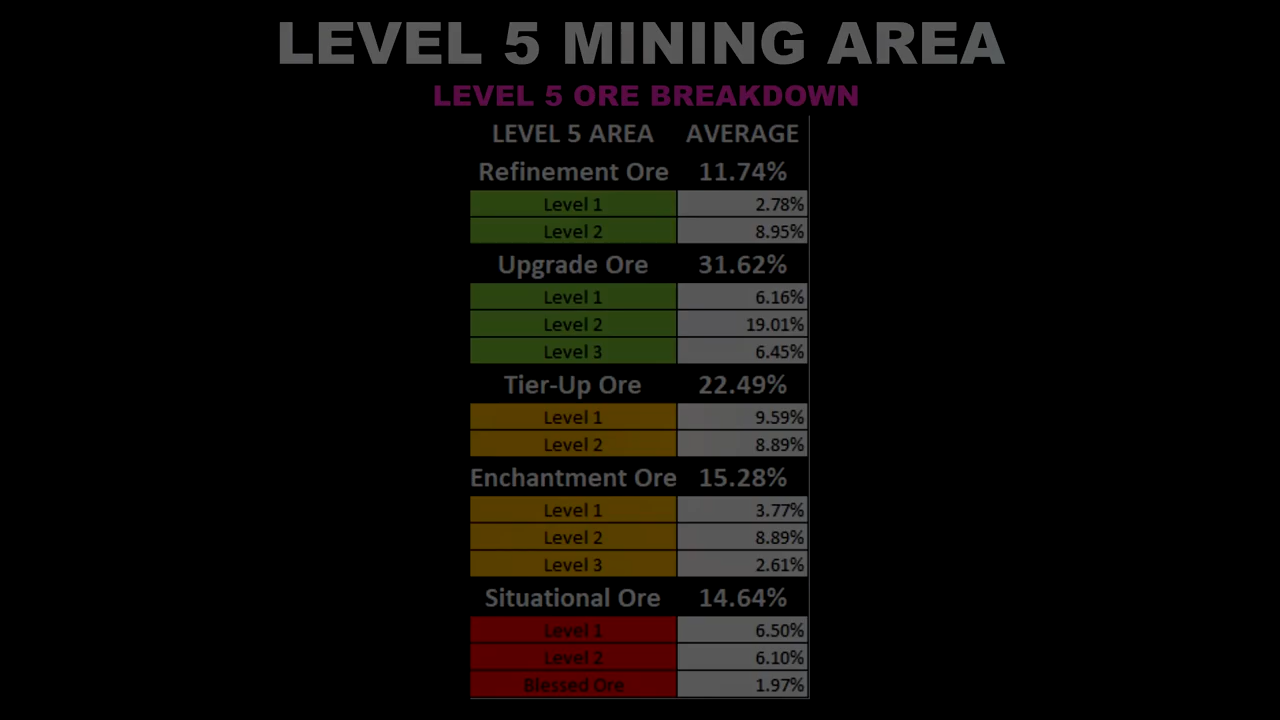 LEVEL 5 MINING AREA
LEVEL 5 ORE BREAKDOWN
LEVEL 5 AREA AVERAGE
Refinement Ore 11.74%
Level 1 2.78%
Level 2 8.95%
Upgrade Ore 31.62%
Level 1 6.16%
Level 2 19.01%
Level 3 6.45%
Tier-Up Ore 22.49%
Level 1 9.59%
Level 2 8.89%
Enchantment Ore 15.28%
Level 1 3.77%
Level 2 8.89%
Level 3 2.61%
Situational Ore 14.64%
Level 1 6.50%
Level 2 6.10%
Blessed Ore 1.97%